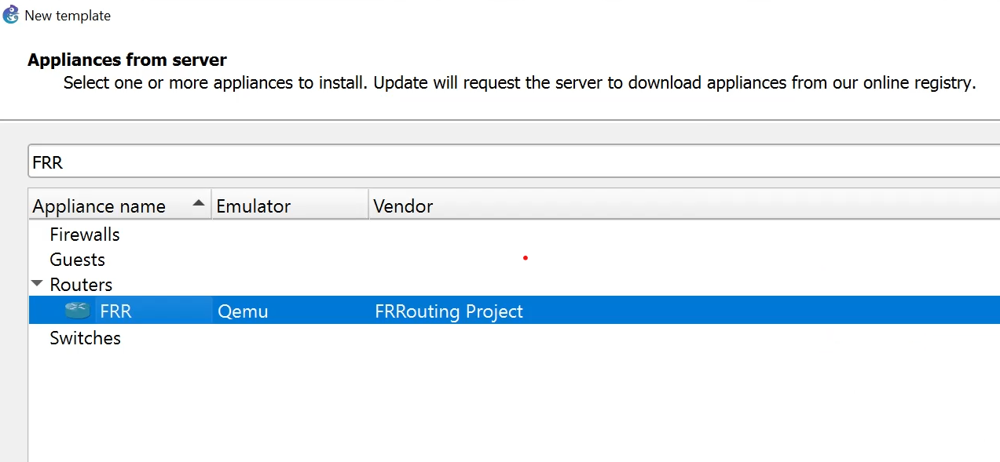 New template
Appliances from server
Select one or more appliances to install. Update will request the server to download appliances from our online registry.
FRR
Appliance name Emulator Vendor
Firewalls
Guests
Routers
FRR Qemu FRRouting Project
Switches